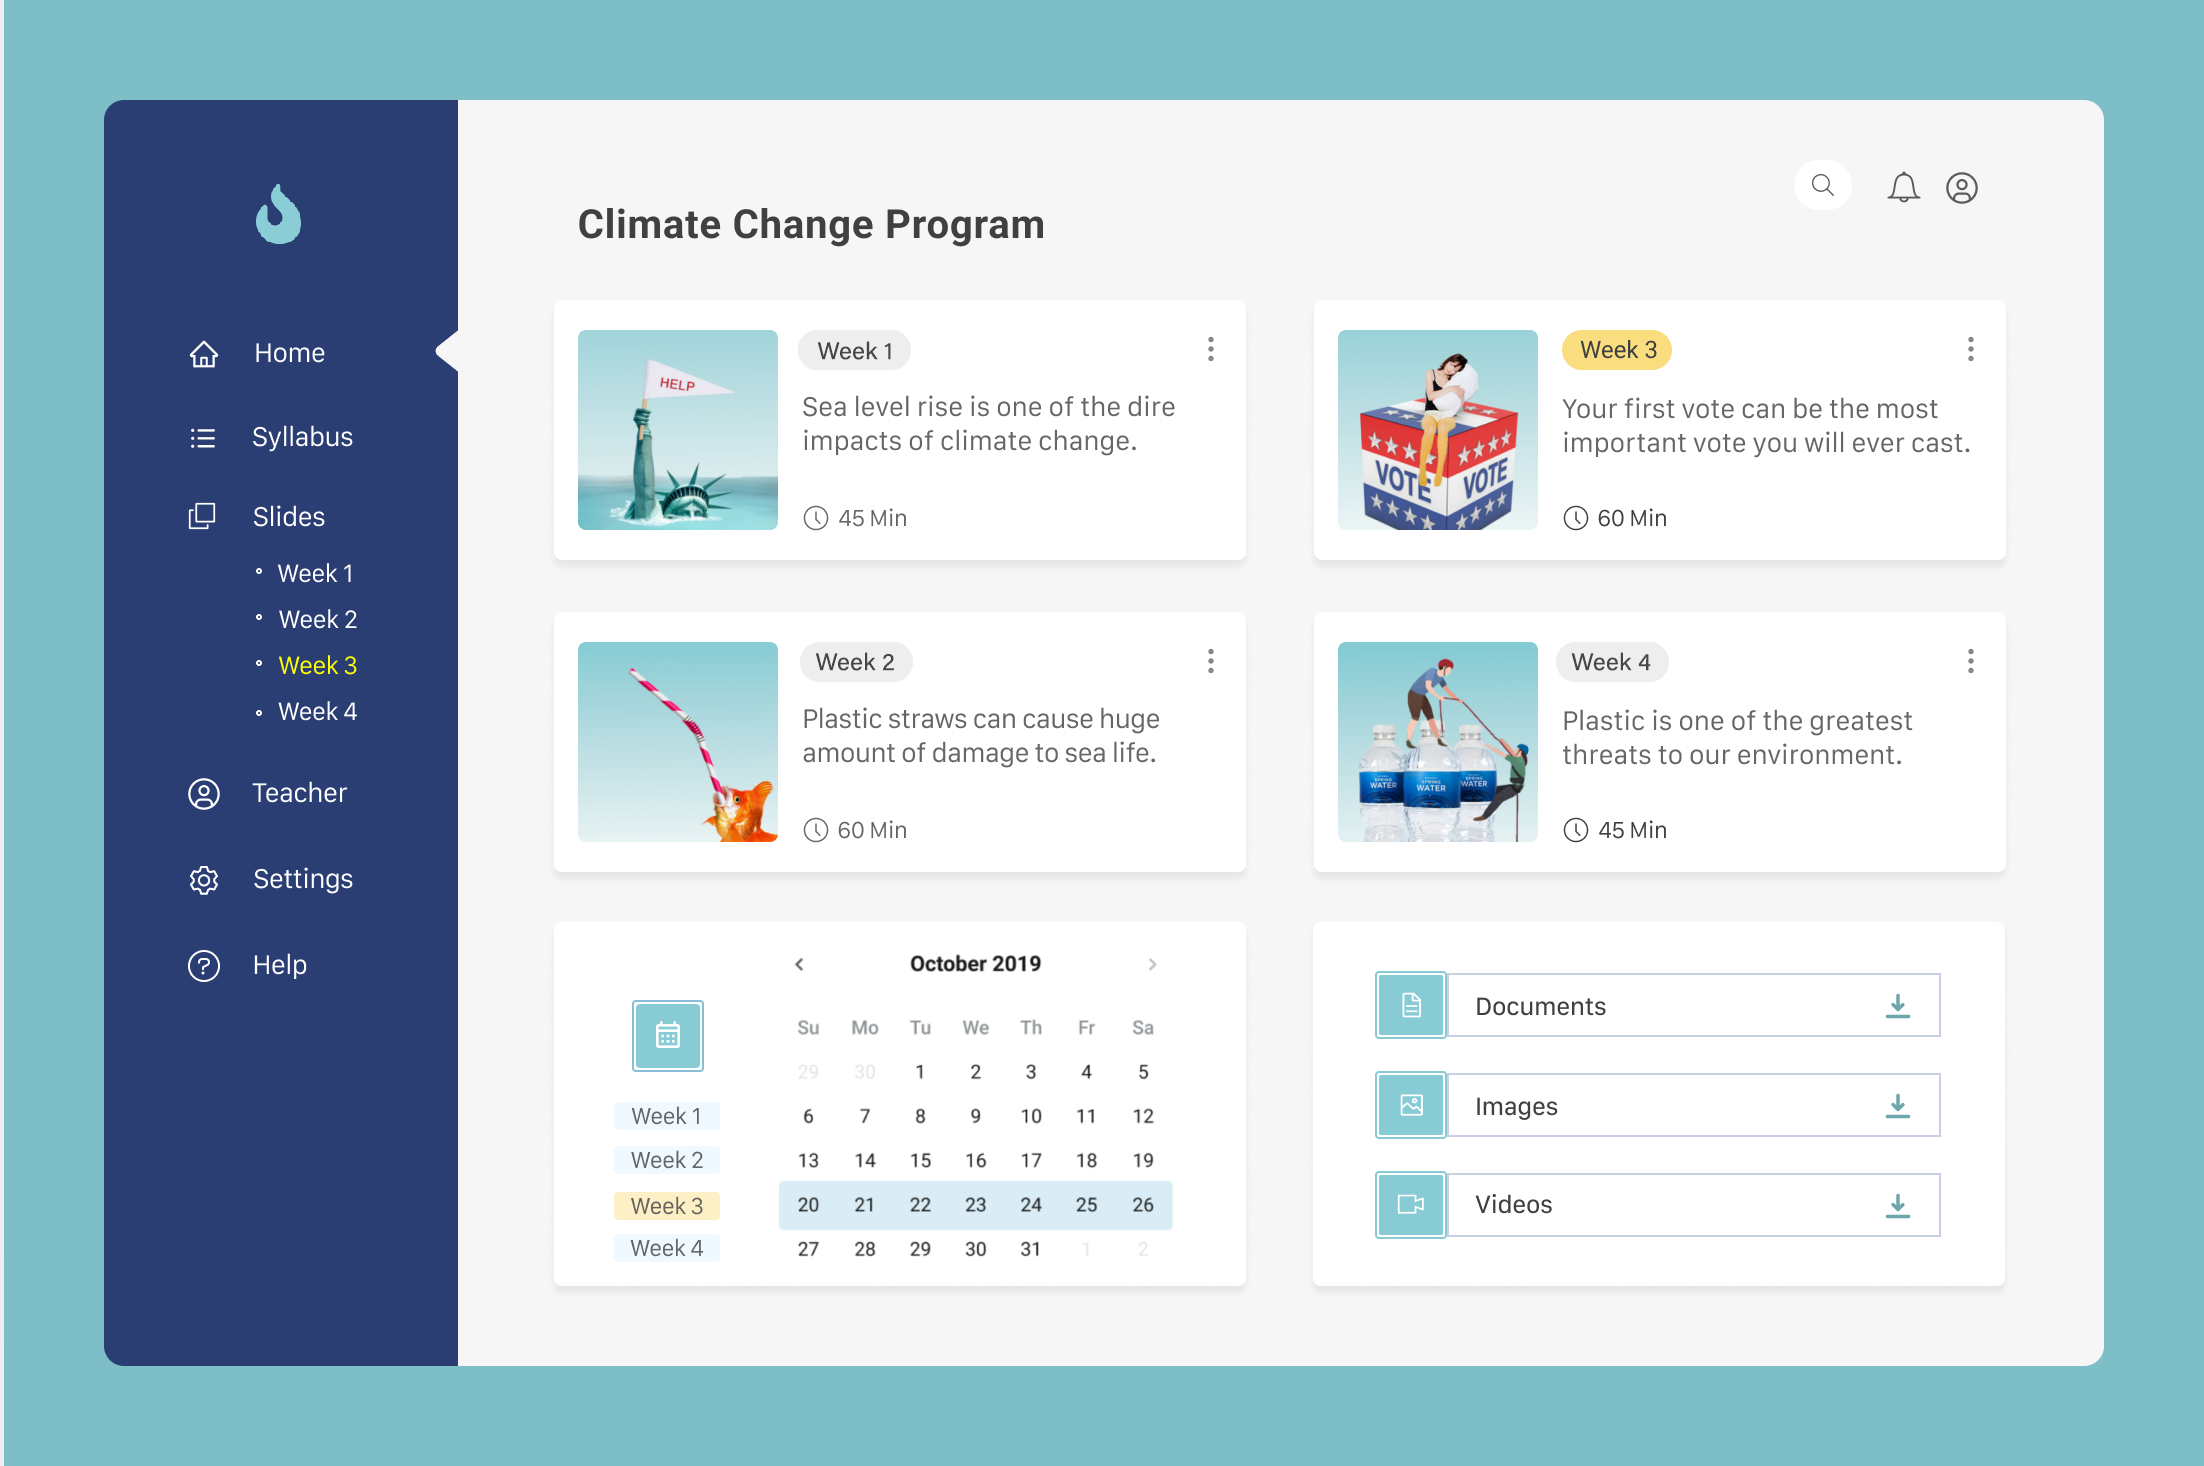 Climate Change Program
Home
Syllabus
Slides
Week 1
Week 2
Week 3
Week 4
Teacher
Settings
Help
HELP
Week 1
Sea level rise is one of the dire
impacts of climate change.
45 Min
VOTE VOTE
Week 3
Your first vote can be the most
important vote you will ever cast.
60 Min
Week 2
Plastic straws can cause huge
amount of damage to sea life.
60 Min
SPRING
WATER
SPRING
WATER
SPRING
WATER
Week 4
Plastic is one of the greatest
threats to our environment.
45 Min
Week 1
Week 2
Week 3
Week 4
October 2019
Su Mo Tu We Th Fr Sa
29 30 1 2 3 4 5
6 7 8 9 10 11 12
13 14 15 16 17 18 19
20 21 22 23 24 25 26
27 28 29 30 31 1 2
Documents
Images
Videos